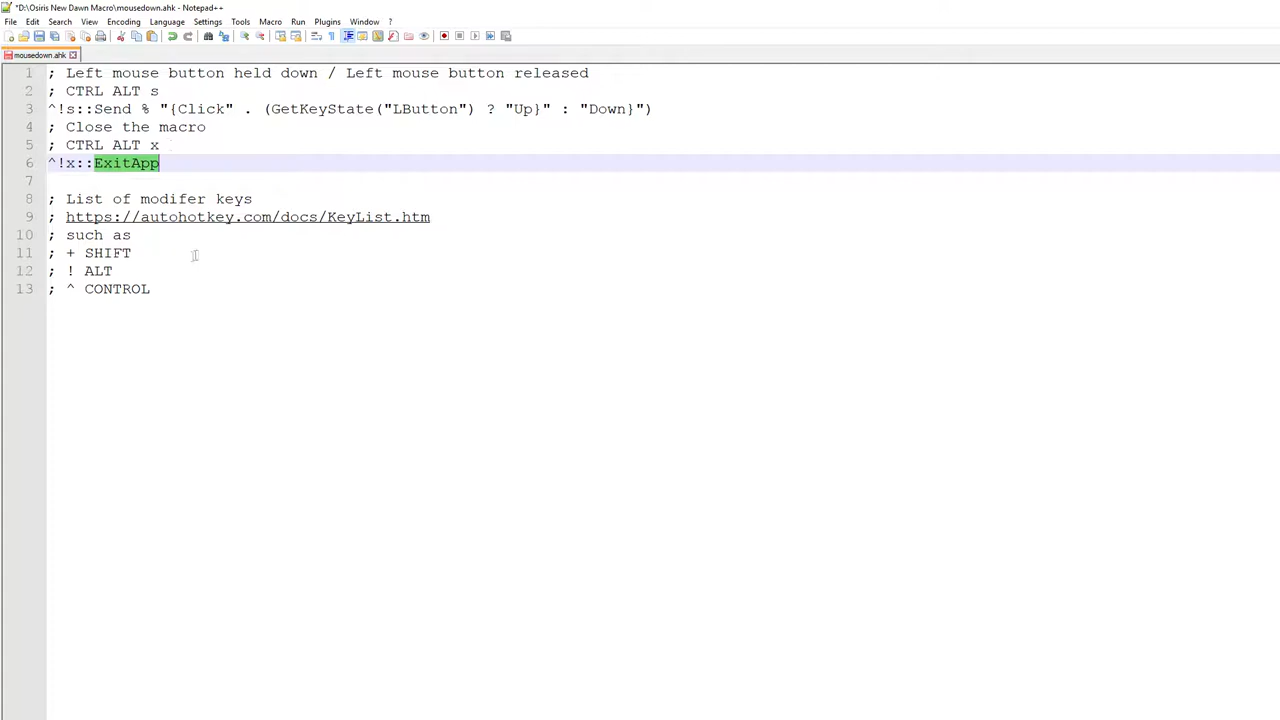 *D:\Osiris New Dawn Macro\mousedown.ahk - Notepad++
File Edit Search View Encoding Language Settings Tools Macro Run Plugins Window ?
mousedown.ahk
1 ; Left mouse button held down / Left mouse button released
2 ; CTRL ALT s
3 ^!s::Send % "{Click" . (GetKeyState("LButton") ? "Up}" : "Down}")
4 ; Close the macro
5 ; CTRL ALT x
6 ^!x::ExitApp
7
8 ; List of modifer keys
9 ; https://autohotkey.com/docs/KeyList.htm
10 ; such as
11 ; + SHIFT
12 ; ! ALT
13 ; ^ CONTROL